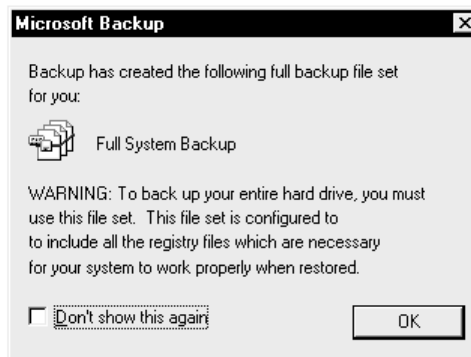 Microsoft Backup
Backup has created the following full backup file set
for you:
Full System Backup
WARNING: To back up your entire hard drive, you must
use this file set. This file set is configured to
to include all the registry files which are necessary
for your system to work properly when restored.
Don't show this again
OK